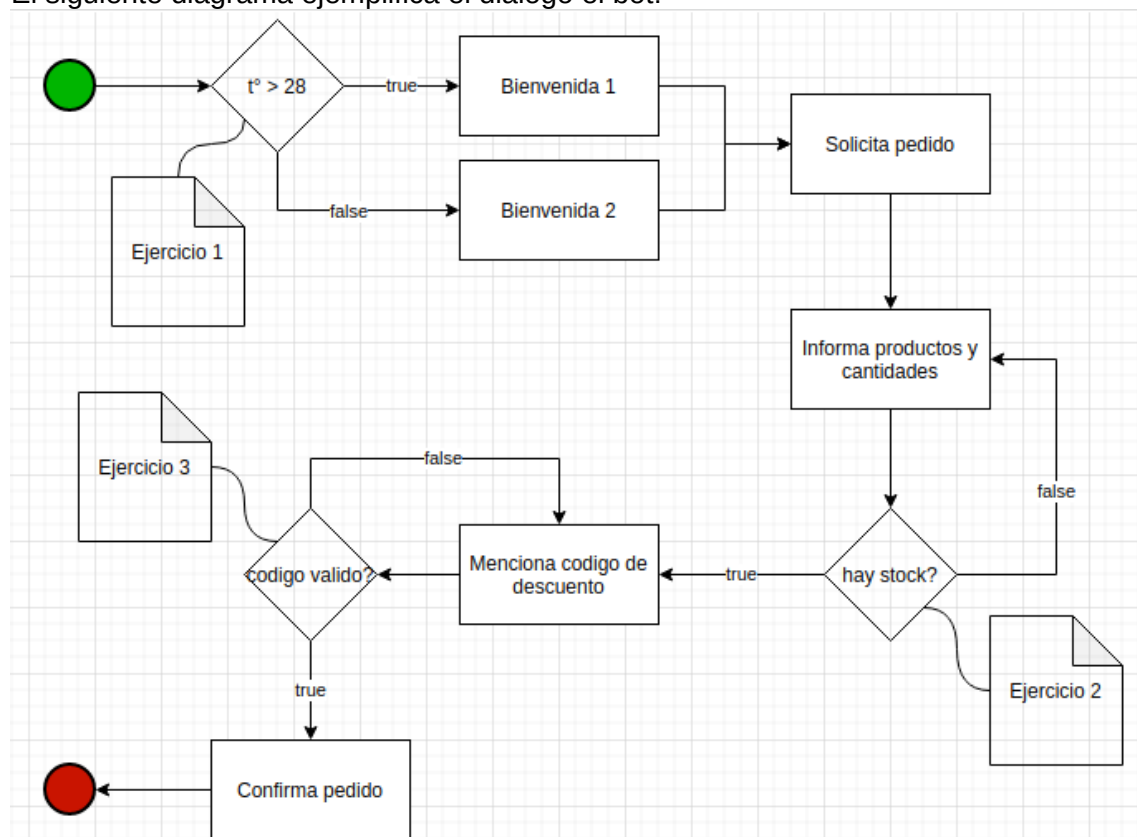 El siguiente diagrama ejemplifica el dialogo el bot:
t° > 28
true
Bienvenida 1
Solicita pedido
false
Bienvenida 2
Ejercicio 1
Informa productos y
cantidades
Ejercicio 3
false
false
codigo valido?
Menciona codigo de
descuento
true
hay stock?
true
Ejercicio 2
Confirma pedido